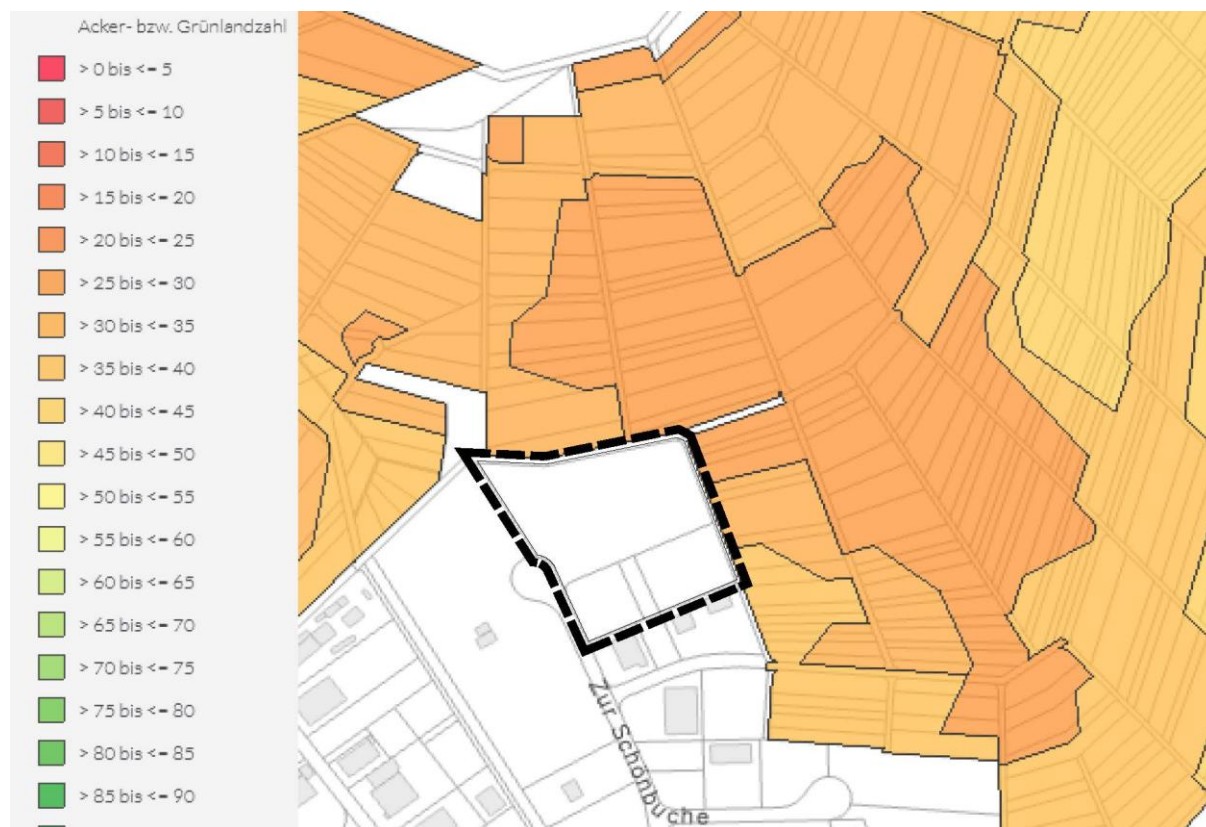 Acker- bzw. Grünlandzahl
> 0 bis <= 5
> 5 bis <= 10
> 10 bis <= 15
> 15 bis <= 20
> 20 bis <= 25
> 25 bis <= 30
> 30 bis <= 35
> 35 bis <= 40
> 40 bis <= 45
> 45 bis <= 50
> 50 bis <= 55
> 55 bis <= 60
> 60 bis <= 65
> 65 bis <= 70
> 70 bis <= 75
> 75 bis <= 80
> 80 bis <= 85
> 85 bis <= 90
Zur Schönbuche